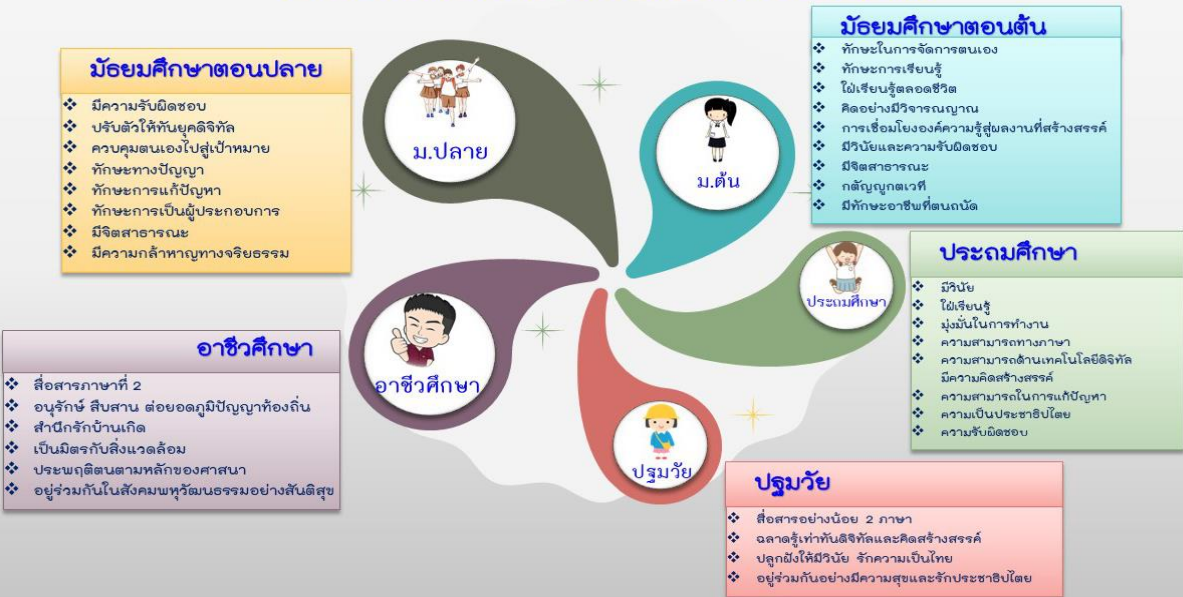 มัธยมศึกษาตอนปลาย
❖ มีความรับผิดชอบ
❖ ปรับตัวให้ทันยุคดิจิทัล
❖ ควบคุมตนเองไปสู่เป้าหมาย
❖ ทักษะทางปัญญา
❖ ทักษะการแก้ปัญหา
❖ ทักษะการเป็นผู้ประกอบการ
❖ มีจิตสาธารณะ
❖ มีความกล้าหาญทางจริยธรรม
ม.ปลาย
มัธยมศึกษาตอนต้น
❖ ทักษะในการจัดการตนเอง
❖ ทักษะการเรียนรู้
❖ ใฝ่เรียนรู้ตลอดชีวิต
❖ คิดอย่างมีวิจารณญาณ
❖ การเชื่อมโยงองค์ความรู้สู่ผลงานที่สร้างสรรค์
❖ มีวินัยและความรับผิดชอบ
❖ มีจิตสาธารณะ
❖ กตัญญูกตเวที
❖ มีทักษะอาชีพที่ตนถนัด
ม.ต้น
ประถมศึกษา
❖ มีวินัย
❖ ใฝ่เรียนรู้
❖ มุ่งมั่นในการทำงาน
❖ ความสามารถทางภาษา
❖ ความสามารถด้านเทคโนโลยีดิจิทัล
มีความคิดสร้างสรรค์
❖ ความสามารถในการแก้ปัญหา
❖ ความเป็นประชาธิปไตย
❖ ความรับผิดชอบ
ประถมศึกษา
อาชีวศึกษา
❖ สื่อสารภาษาที่ 2
❖ อนุรักษ์ สืบสาน ต่อยอดภูมิปัญญาท้องถิ่น
❖ สำนึกรักบ้านเกิด
❖ เป็นมิตรกับสิ่งแวดล้อม
❖ ประพฤติตนตามหลักของศาสนา
❖ อยู่ร่วมกันในสังคมพหุวัฒนธรรมอย่างสันติสุข
อาชีวศึกษา
ปฐมวัย
ปฐมวัย
❖ สื่อสารอย่างน้อย 2 ภาษา
❖ ฉลาดรู้เท่าทันดิจิทัลและคิดสร้างสรรค์
❖ ปลูกฝังให้มีวินัย รักความเป็นไทย
❖ อยู่ร่วมกันอย่างมีความสุขและรักประชาธิปไตย